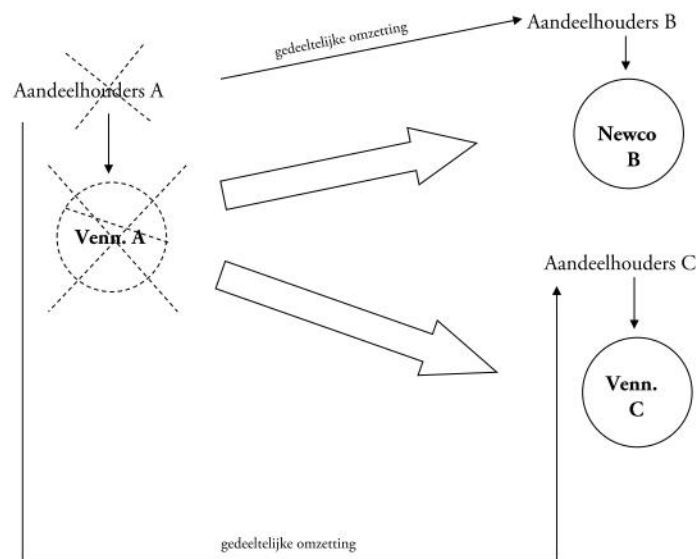 Aandeelhouders A
Venn. A
gedeeltelijke omzetting
Aandeelhouders B
Newco
B
Aandeelhouders C
Venn.
C
gedeeltelijke omzetting